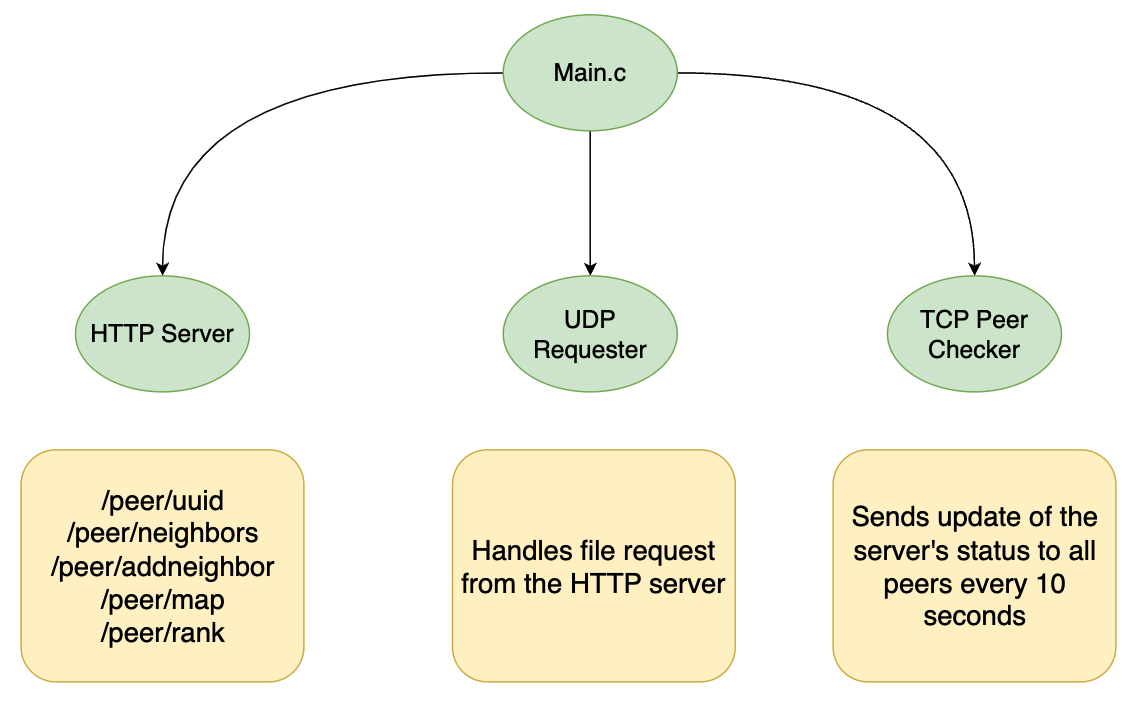 Main.c
HTTP Server
UDP
Requester
TCP Peer
Checker
/peer/uuid
/peer/neighbors
/peer/addneighbor
/peer/map
/peer/rank
Handles file request
from the HTTP server
Sends update of the
server's status to all
peers every 10
seconds